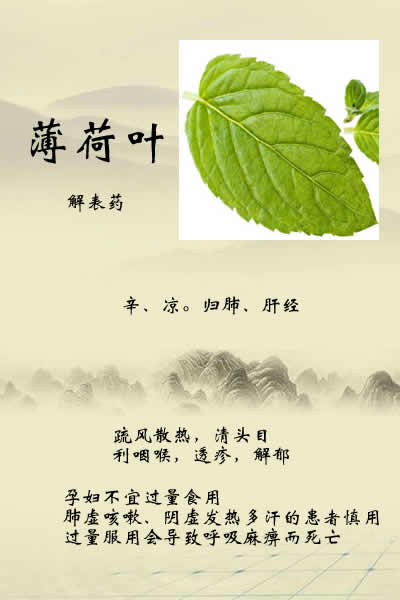 薄荷叶
解表药
辛、凉。归肺、肝经
疏风散热，清头目
利咽喉，透疹，解郁
孕妇不宜过量食用
肺虚咳嗽、阴虚发热多汗的患者慎用
过量服用会导致呼吸麻痹而死亡